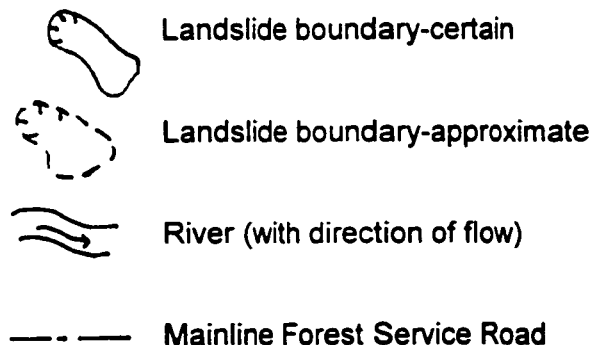 Landslide boundary-certain
Landslide boundary-approximate
River (with direction of flow)
Mainline Forest Service Road